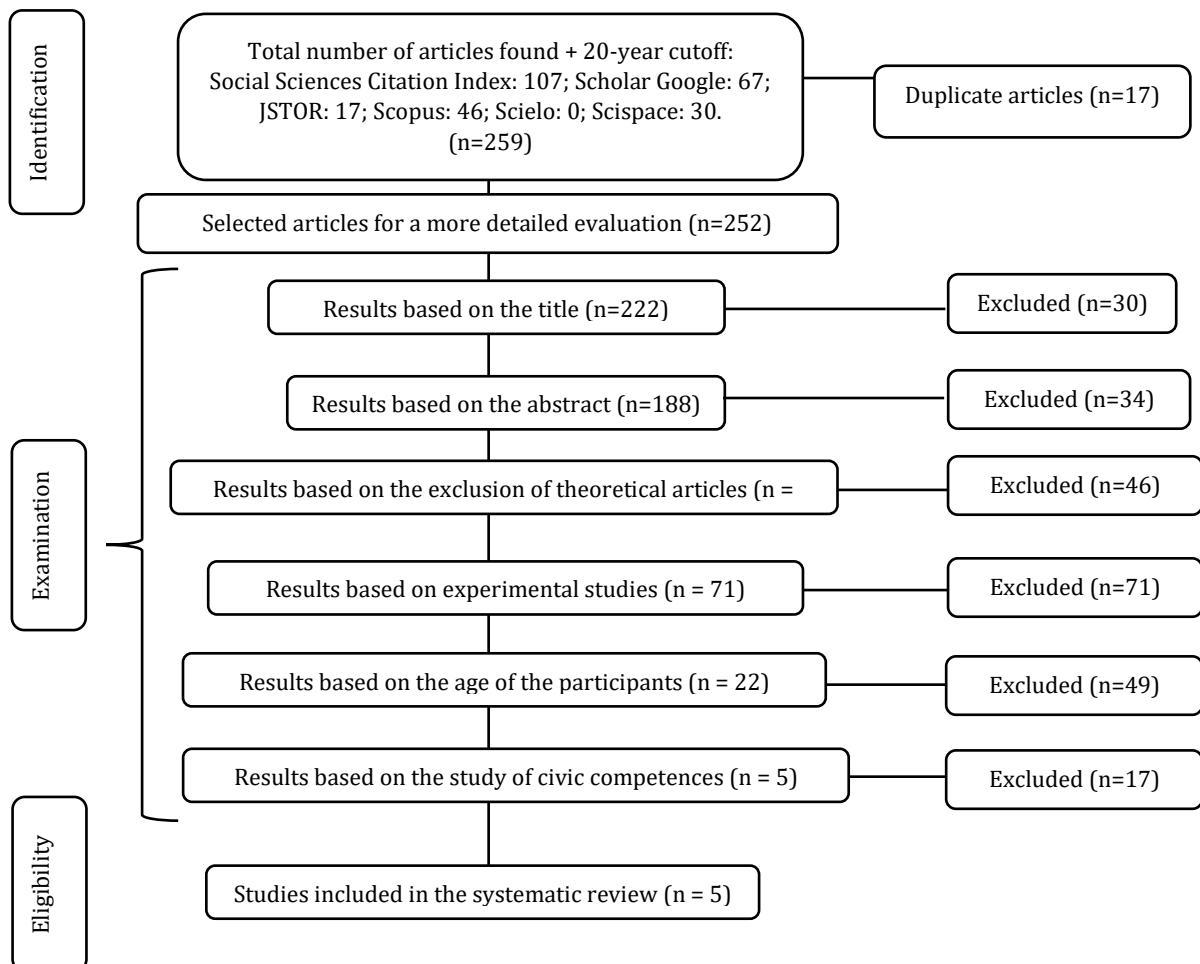 Identification
Total number of articles found + 20-year cutoff:
Social Sciences Citation Index: 107; Scholar Google: 67;
JSTOR: 17; Scopus: 46; Scielo: 0; Scispace: 30.
(n=259)
Duplicate articles (n=17)
Selected articles for a more detailed evaluation (n=252)
Examination
Results based on the title (n=222)
Excluded (n=30)
Results based on the abstract (n=188)
Excluded (n=34)
Results based on the exclusion of theoretical articles (n =
Excluded (n=46)
Results based on experimental studies (n = 71)
Excluded (n=71)
Results based on the age of the participants (n = 22)
Excluded (n=49)
Results based on the study of civic competences (n = 5)
Excluded (n=17)
Eligibility
Studies included in the systematic review (n = 5)